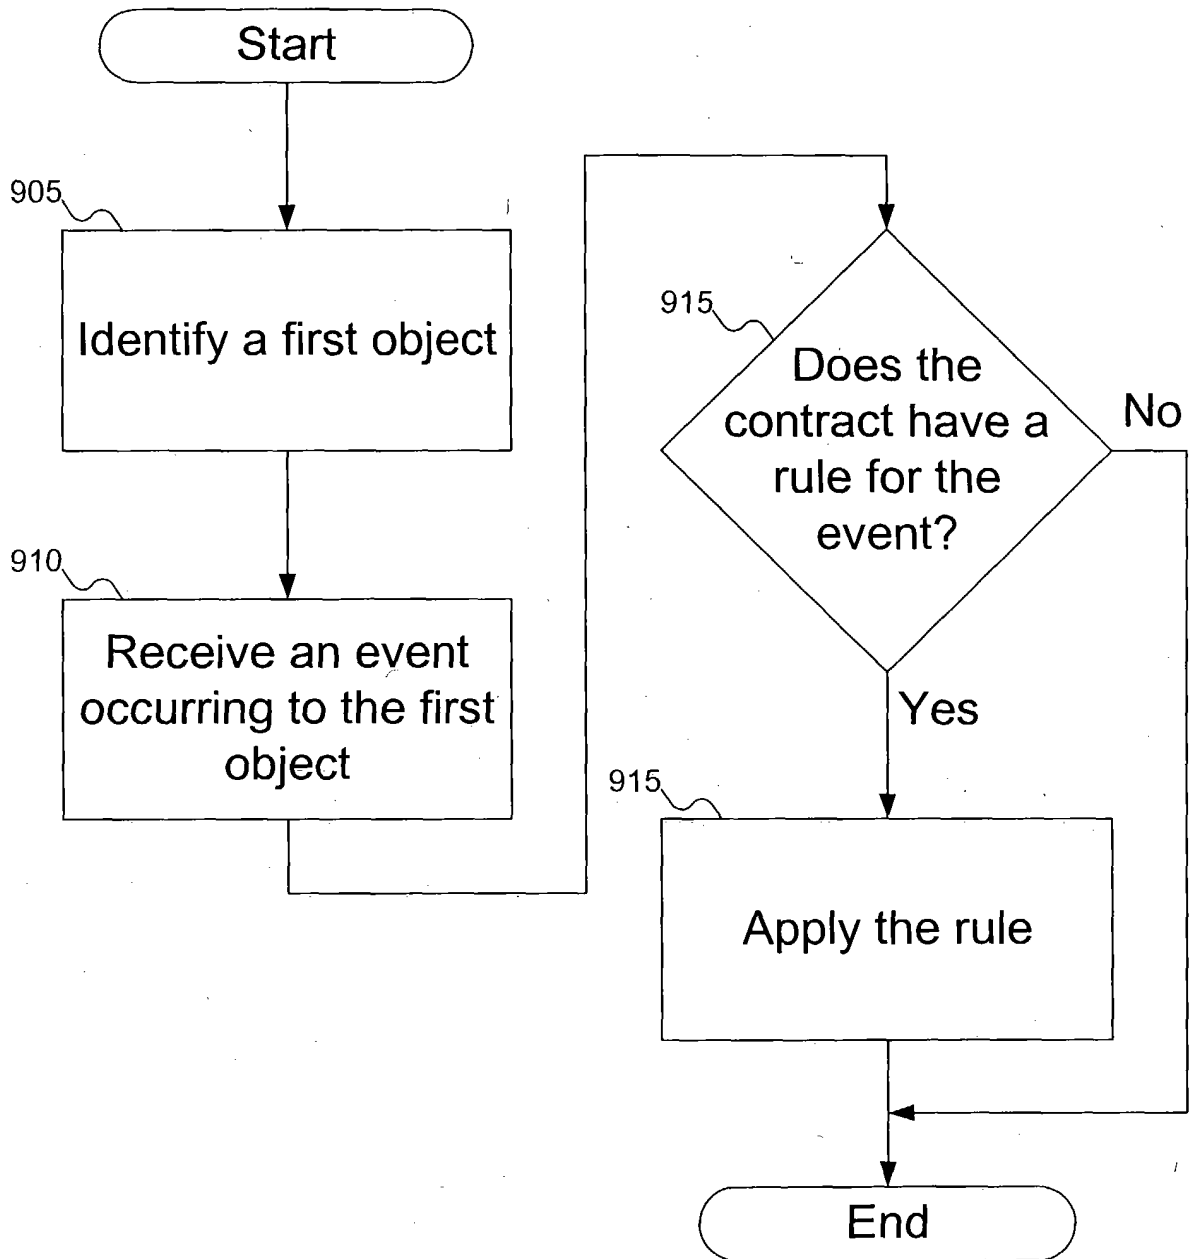 Start
905
Identify a first object
910
Receive an event
occurring to the first
object
915
Does the
contract have a
rule for the
event?
No
Yes
915
Apply the rule
End